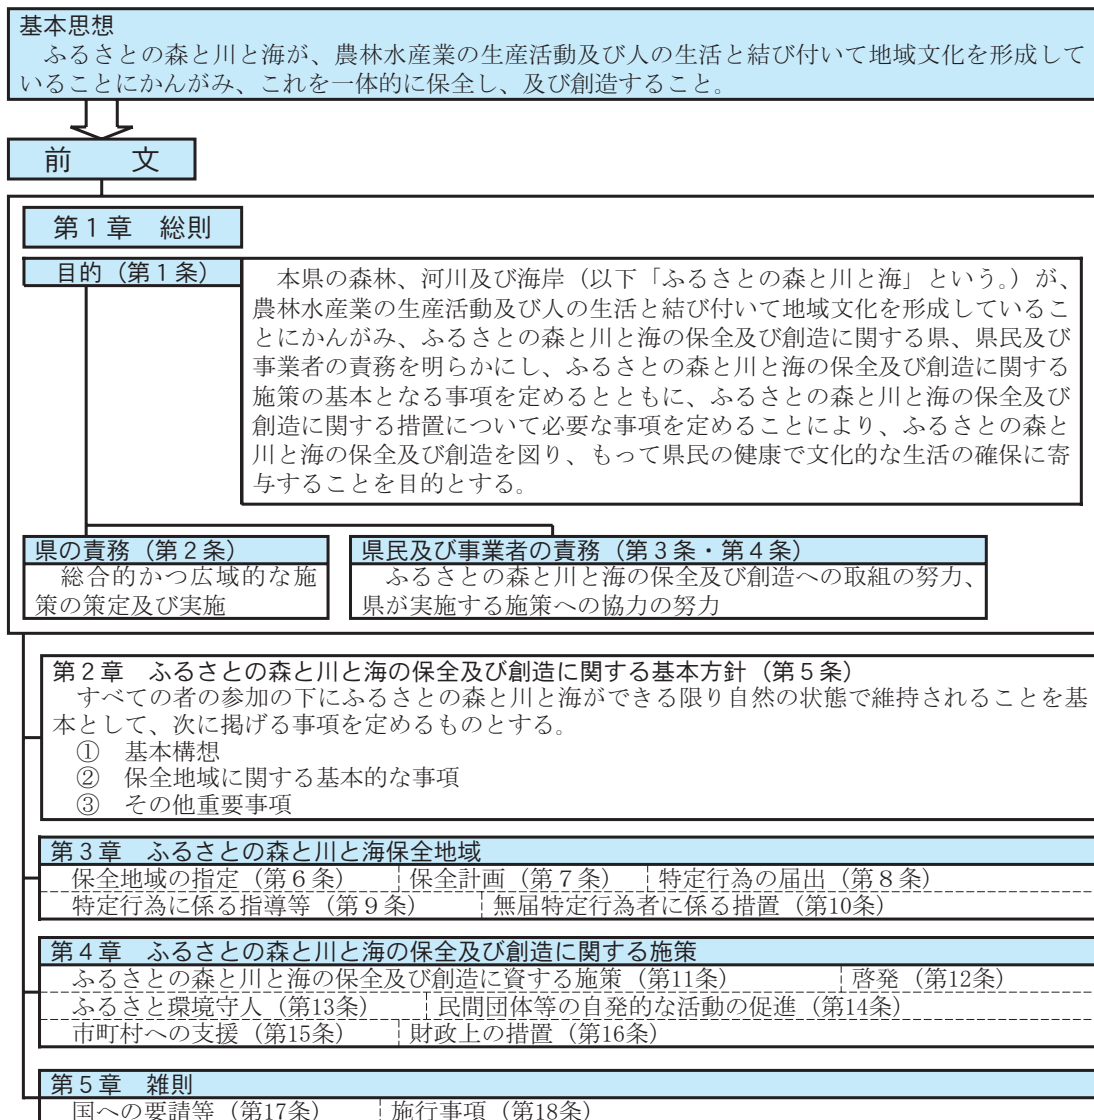 基本思想
ふるさとの森と川と海が、農林水産業の生産活動及び人の生活と結び付いて地域文化を形成して
いることにかんがみ、これを一体的に保全し、及び創造すること。
前　文
第１章　総則
目的（第１条）
本県の森林、河川及び海岸（以下「ふるさとの森と川と海」という。）が、
農林水産業の生産活動及び人の生活と結び付いて地域文化を形成しているこ
とにかんがみ、ふるさとの森と川と海の保全及び創造に関する県、県民及び
事業者の責務を明らかにし、ふるさとの森と川と海の保全及び創造に関する
施策の基本となる事項を定めるとともに、ふるさとの森と川と海の保全及び
創造に関する措置について必要な事項を定めることにより、ふるさとの森と
川と海の保全及び創造を図り、もって県民の健康で文化的な生活の確保に寄
与することを目的とする。
県の責務（第２条）
総合的かつ広域的な施
策の策定及び実施
県民及び事業者の責務（第３条・第４条）
ふるさとの森と川と海の保全及び創造への取組の努力、
県が実施する施策への協力の努力
第２章　ふるさとの森と川と海の保全及び創造に関する基本方針（第５条）
すべての者の参加の下にふるさとの森と川と海ができる限り自然の状態で維持されることを基
本として、次に掲げる事項を定めるものとする。
①　基本構想
②　保全地域に関する基本的な事項
③　その他重要事項
第３章　ふるさとの森と川と海保全地域
保全地域の指定（第６条）　保全計画（第７条）　特定行為の届出（第８条）
特定行為に係る指導等（第９条）　無届特定行為者に係る措置（第10条）
第４章　ふるさとの森と川と海の保全及び創造に関する施策
ふるさとの森と川と海の保全及び創造に資する施策（第11条）　啓発（第12条）
ふるさと環境守人（第13条）　民間団体等の自発的な活動の促進（第14条）
市町村への支援（第15条）　財政上の措置（第16条）
第５章　雑則
国への要請等（第17条）　施行事項（第18条）